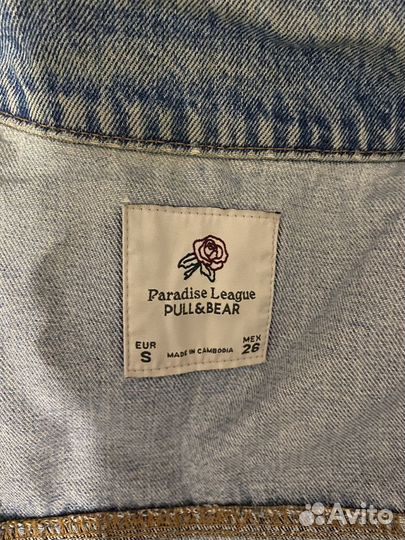 Paradise League
PULL&BEAR
EUR
S
MADE IN CAMBODIA
MEX
26
Avito